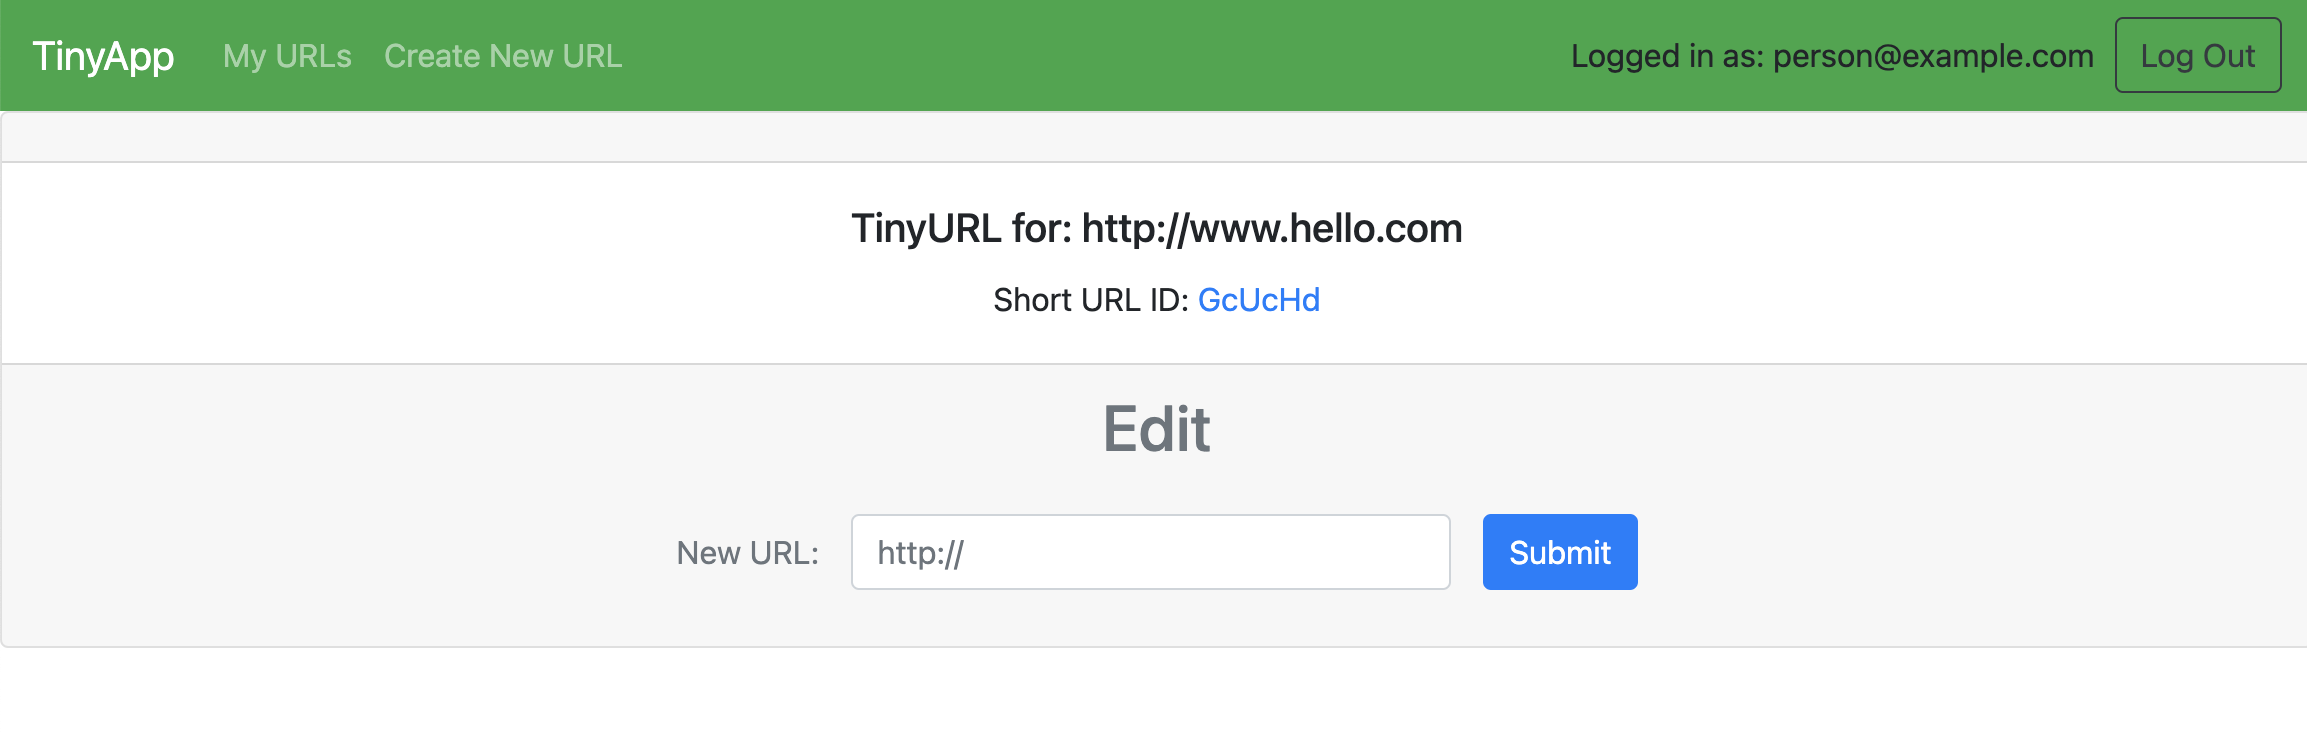 TinyApp My URLs Create New URL Logged in as: person@example.com Log Out
TinyURL for: http://www.hello.com
Short URL ID: GcUcHd
Edit
New URL: http:// Submit